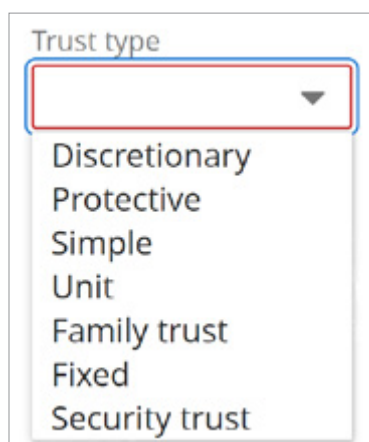 Trust type
Discretionary
Protective
Simple
Unit
Family trust
Fixed
Security trust